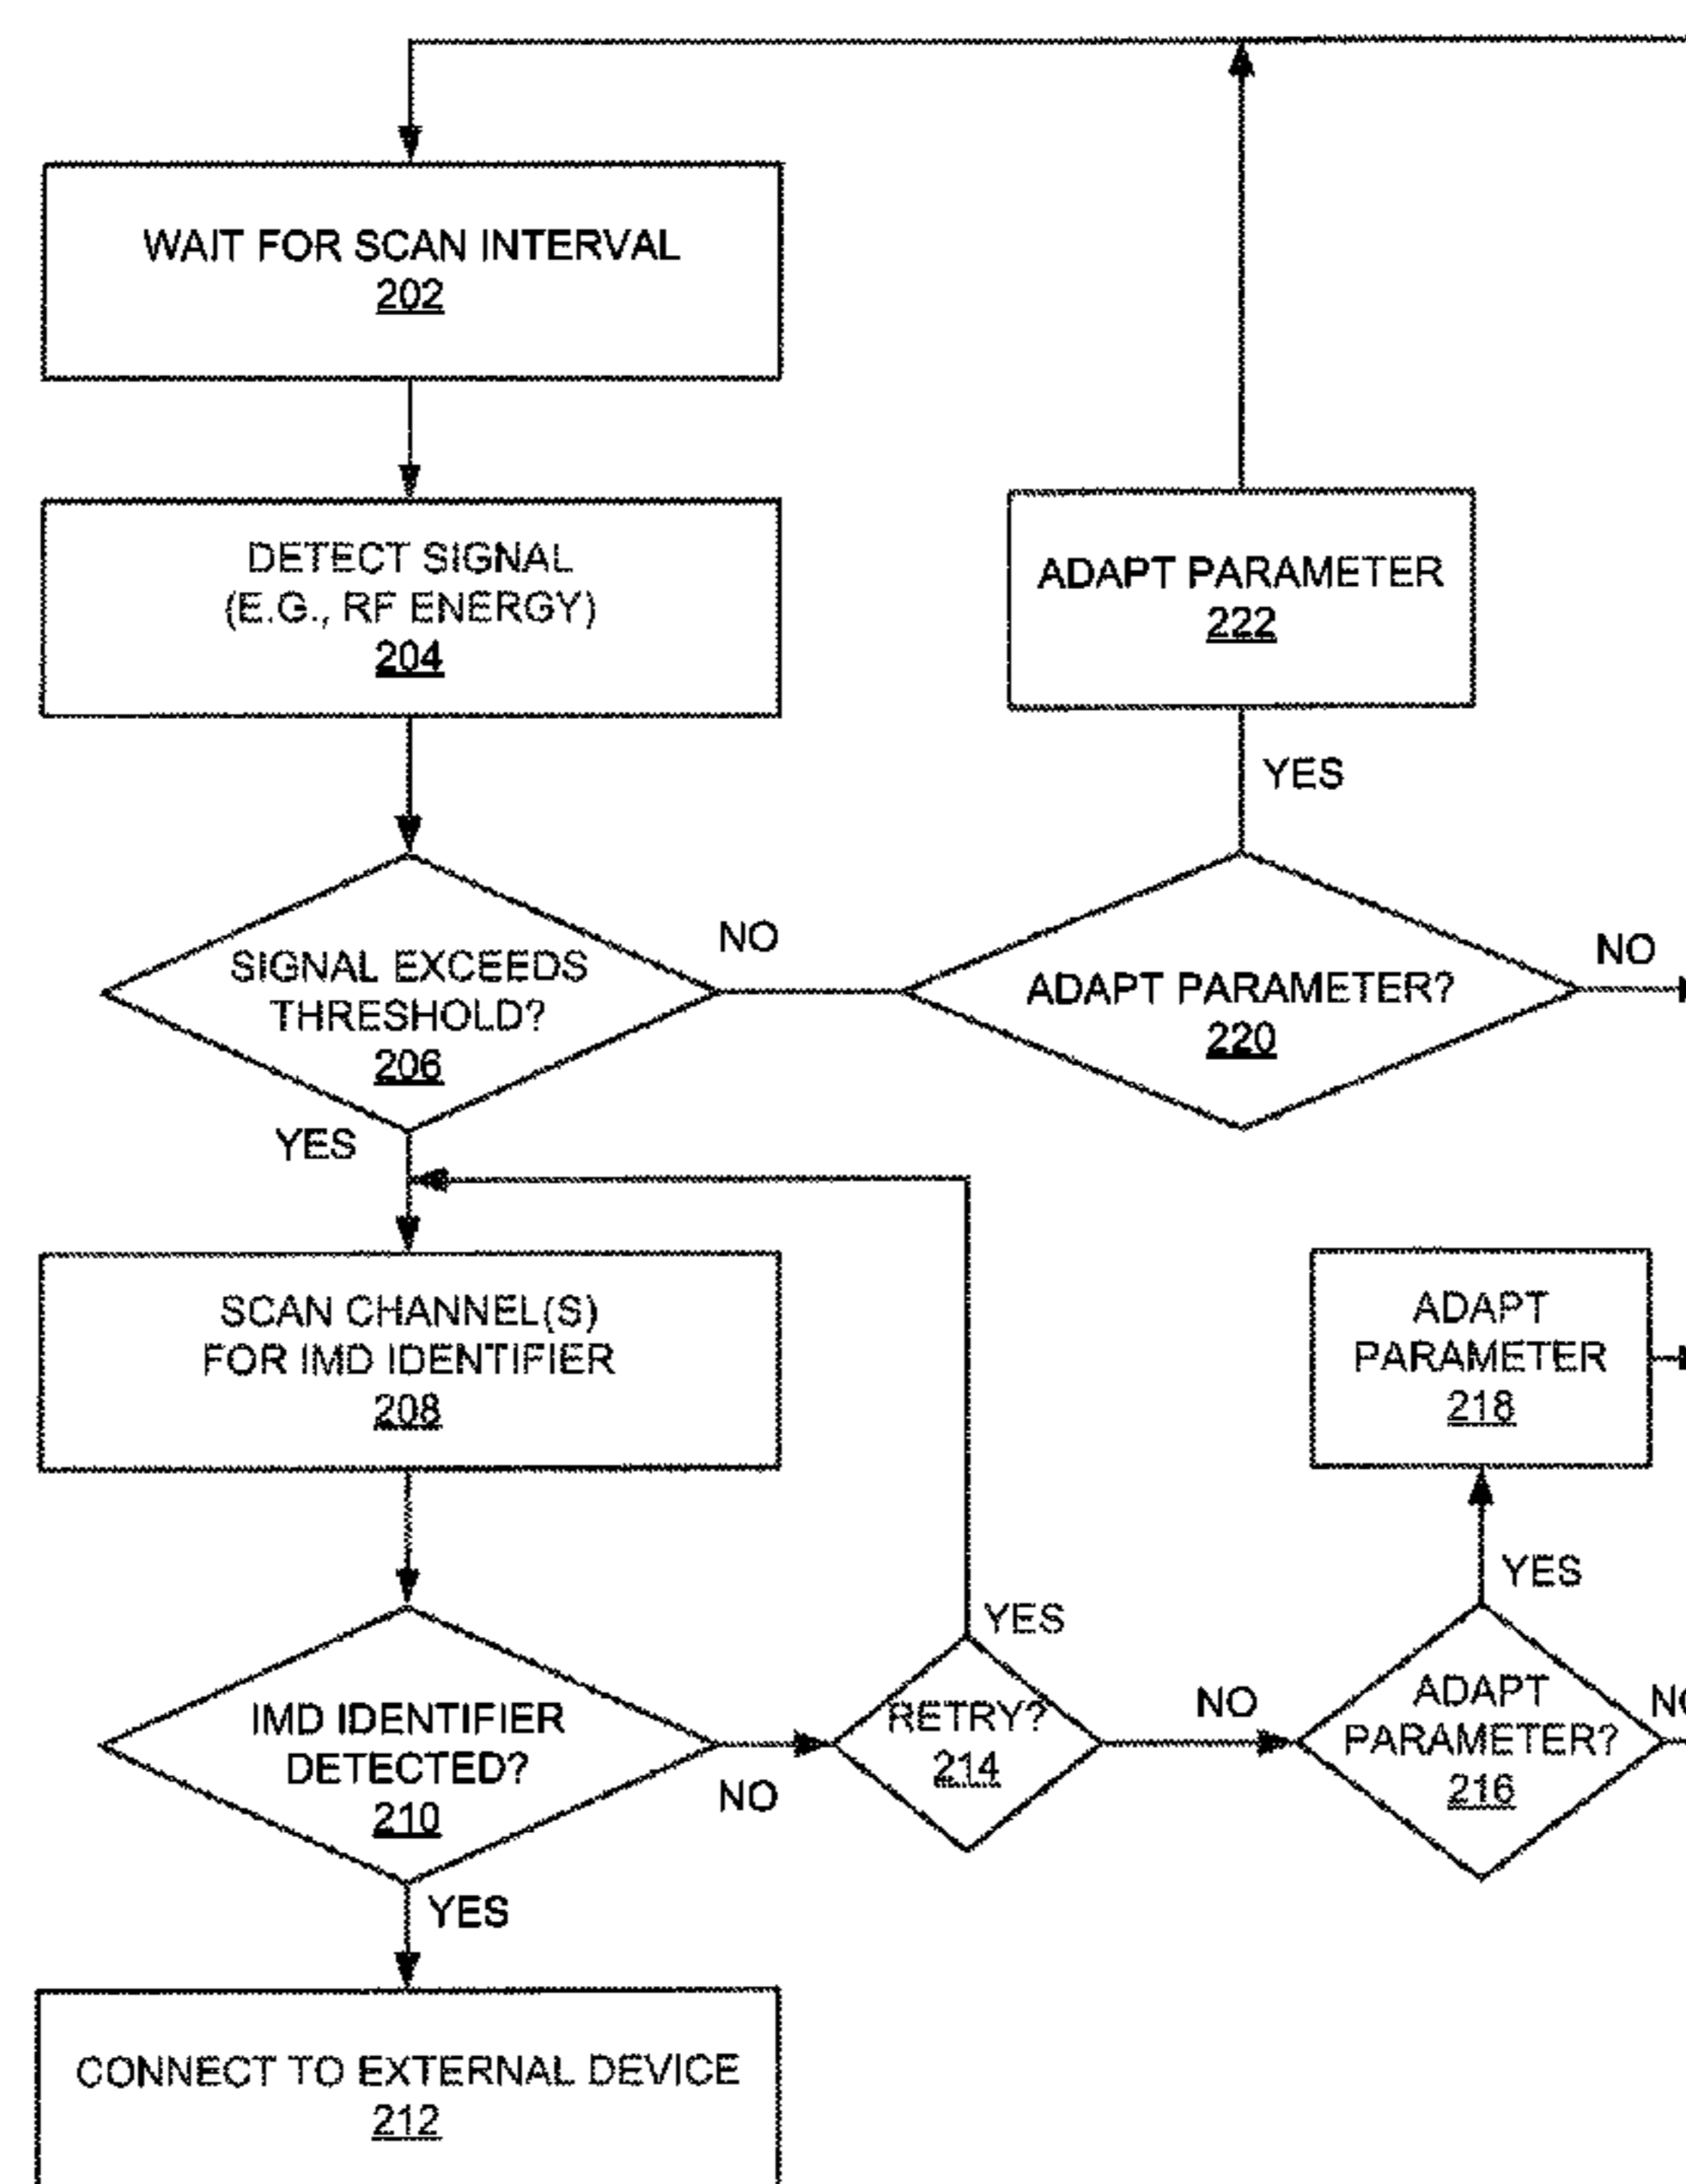 WAIT FOR SCAN INTERVAL
202
DETECT SIGNAL
(E.G., RF ENERGY)
204
ADAPT PARAMETER
222
YES
SIGNAL EXCEEDS
THRESHOLD?
206
NO
ADAPT PARAMETER?
220
NO
YES
SCAN CHANNEL(S)
FOR IMD IDENTIFIER
208
ADAPT
PARAMETER
218
YES
IMD IDENTIFIER
DETECTED?
210
NO
YES
RETRY?
214
NO
ADAPT
PARAMETER?
216
YES
CONNECT TO EXTERNAL DEVICE
212